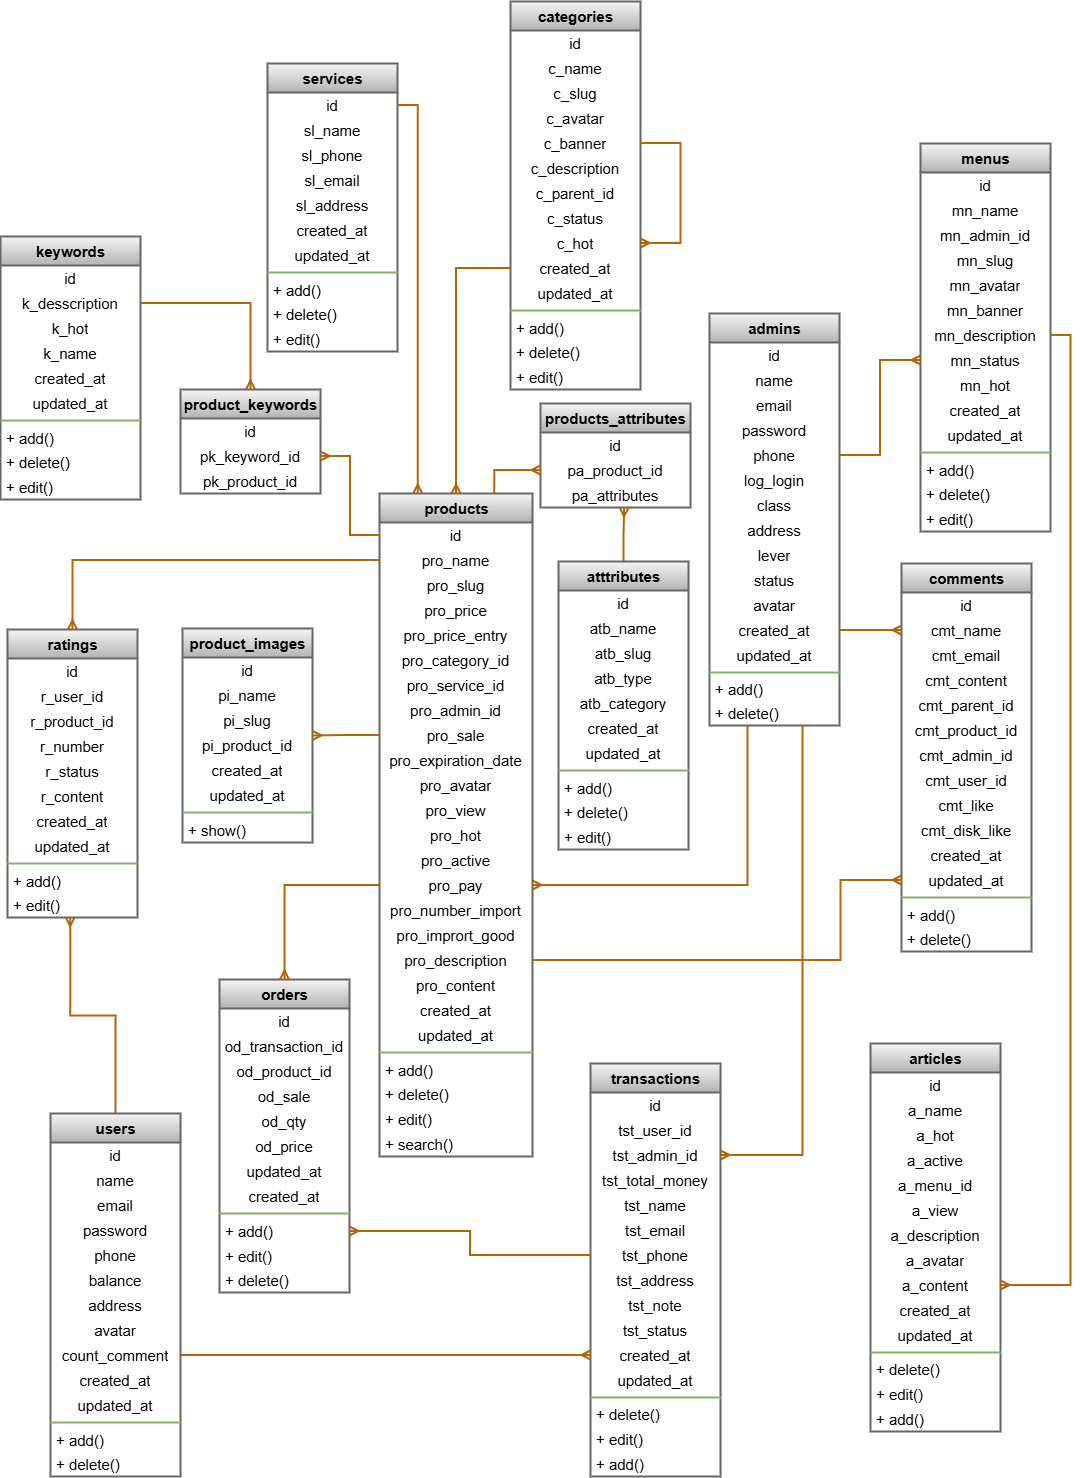 categories
id
c_name
c_slug
c_avatar
c_banner
c_description
c_parent_id
c_status
c_hot
created_at
updated_at
+ add()
+ delete()
+ edit()
services
id
sl_name
sl_phone
sl_email
sl_address
created_at
updated_at
+ add()
+ delete()
+ edit()
menus
id
mn_name
mn_admin_id
mn_slug
mn_avatar
mn_banner
mn_description
mn_status
mn_hot
created_at
updated_at
+ add()
+ delete()
+ edit()
keywords
id
k_desscription
k_hot
k_name
created_at
updated_at
+ add()
+ delete()
+ edit()
admins
id
name
email
password
phone
log_login
class
address
lever
status
avatar
created_at
updated_at
+ add()
+ delete()
product_keywords
id
pk_keyword_id
pk_product_id
products_attributes
id
pa_product_id
pa_attributes
products
id
pro_name
pro_slug
pro_price
pro_price_entry
pro_category_id
pro_service_id
pro_admin_id
pro_sale
pro_expiration_date
pro_avatar
pro_view
pro_hot
pro_active
pro_pay
pro_number_import
pro_imprort_good
pro_description
pro_content
created_at
updated_at
+ add()
+ delete()
+ edit()
+ search()
atttributes
id
atb_name
atb_slug
atb_type
atb_category
created_at
updated_at
+ add()
+ delete()
+ edit()
comments
id
cmt_name
cmt_email
cmt_content
cmt_parent_id
cmt_product_id
cmt_admin_id
cmt_user_id
cmt_like
cmt_disk_like
created_at
updated_at
+ add()
+ delete()
ratings
id
r_user_id
r_product_id
r_number
r_status
r_content
created_at
updated_at
+ add()
+ edit()
product_images
id
pi_name
pi_slug
pi_product_id
created_at
updated_at
+ show()
orders
id
od_transaction_id
od_product_id
od_sale
od_qty
od_price
updated_at
created_at
+ add()
+ edit()
+ delete()
articles
id
a_name
a_hot
a_active
a_menu_id
a_view
a_description
a_avatar
a_content
created_at
updated_at
+ delete()
+ edit()
+ add()
transactions
id
tst_user_id
tst_admin_id
tst_total_money
tst_name
tst_email
tst_phone
tst_address
tst_note
tst_status
created_at
updated_at
+ delete()
+ edit()
+ add()
users
id
name
email
password
phone
balance
address
avatar
count_comment
created_at
updated_at
+ add()
+ delete()